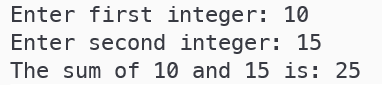 Enter first integer: 10
Enter second integer: 15
The sum of 10 and 15 is: 25